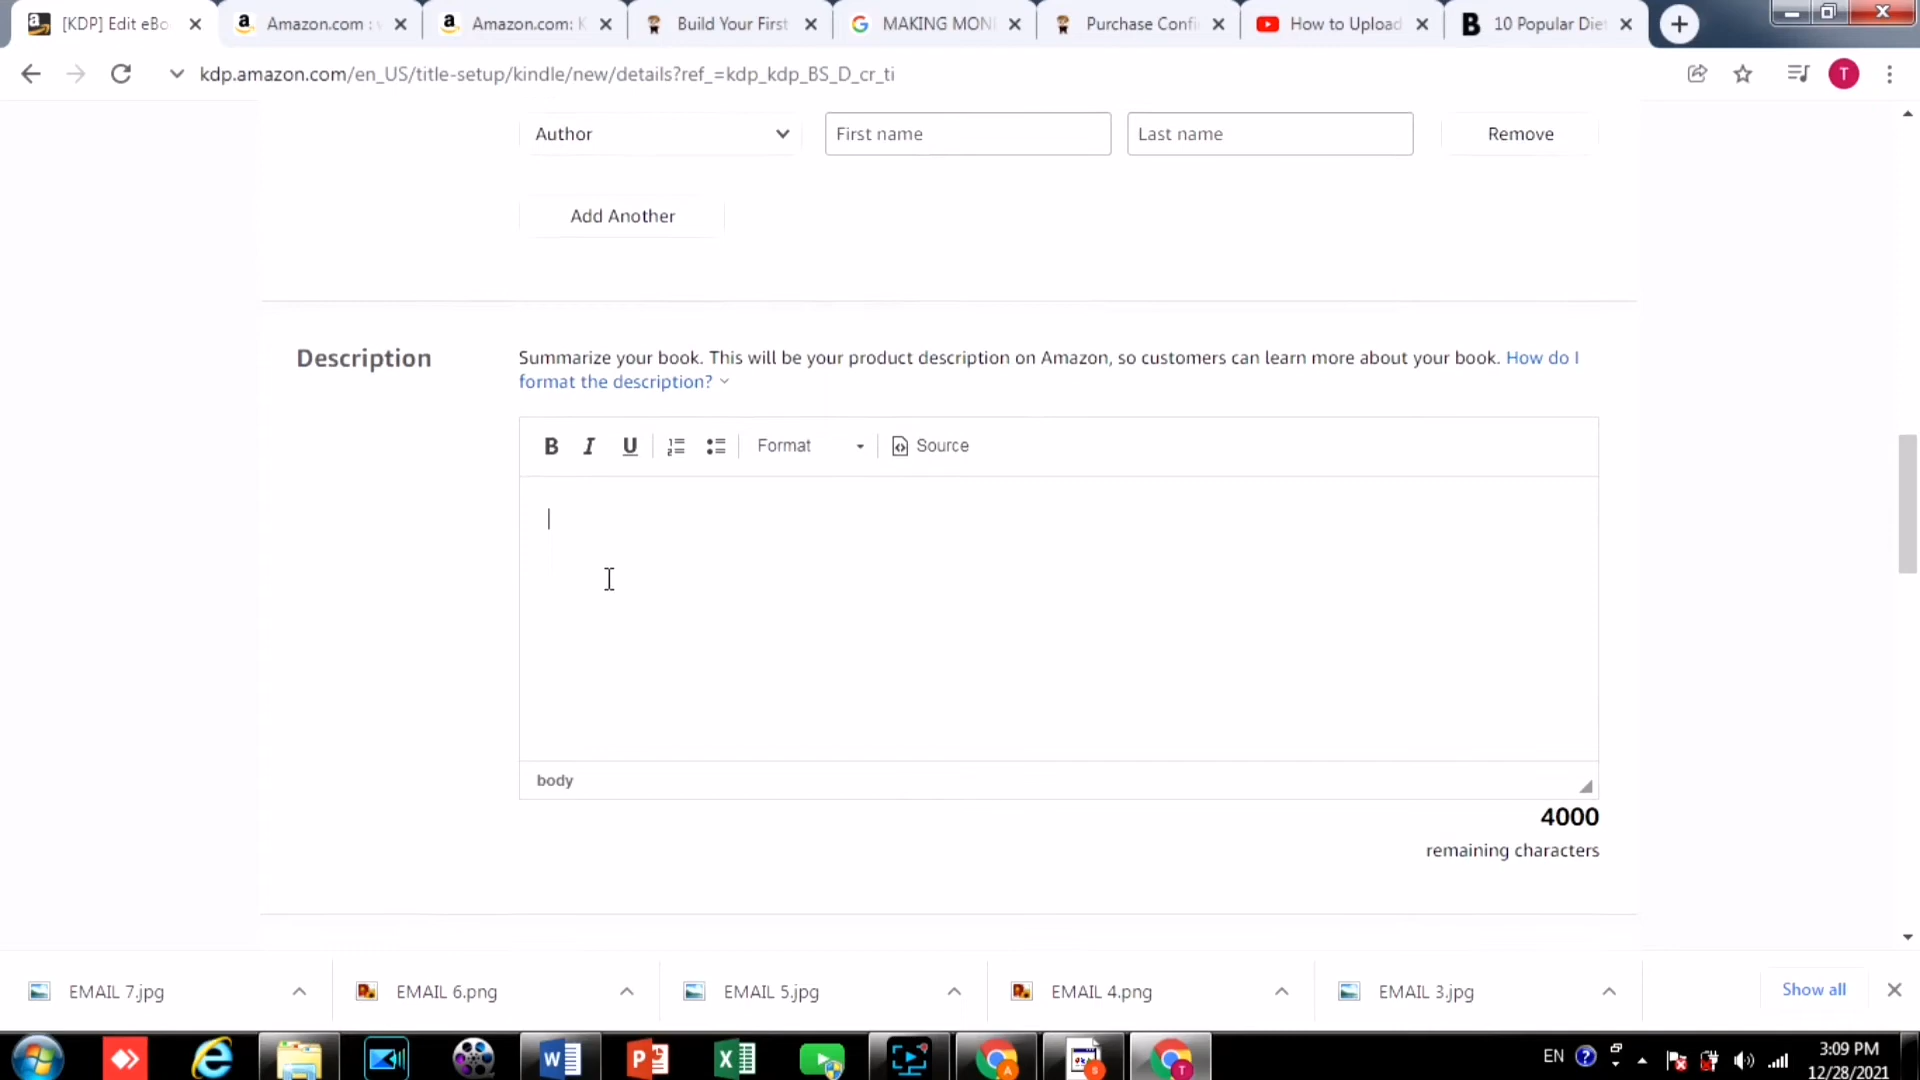 [KDP] Edit eBo
Amazon.com :
Amazon.com: K
Build Your First
MAKING MON
Purchase Confi
How to Upload
10 Popular Die
kdp.amazon.com/en_US/title-setup/kindle/new/details?ref_=kdp_kdp_BS_D_cr_ti
T
Author
First name
Last name
Remove
Add Another
Description
Summarize your book. This will be your product description on Amazon, so customers can learn more about your book. How do I
format the description?
B I U Format Source
body
4000
remaining characters
EMAIL 7.jpg
EMAIL 6.png
EMAIL 5.jpg
EMAIL 4.png
EMAIL 3.jpg
Show all
EN
3:09 PM
12/28/2021